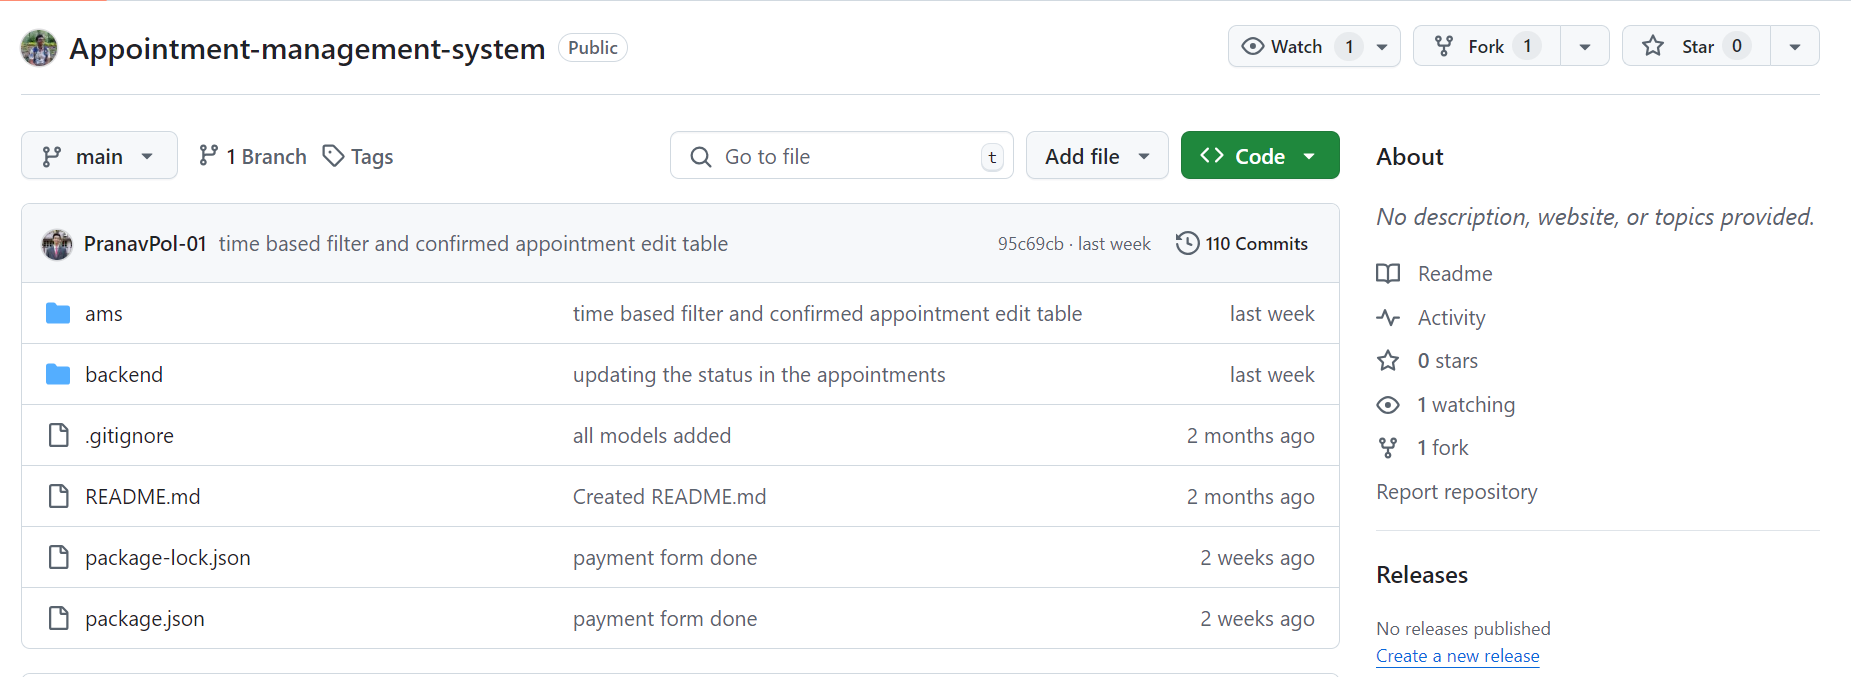 Appointment-management-system Public Watch 1 Fork 1 Star 0
main 1 Branch Tags Go to file t Add file Code
PranavPol-01 time based filter and confirmed appointment edit table 95c69cb · last week 110 Commits
ams time based filter and confirmed appointment edit table last week
backend updating the status in the appointments last week
.gitignore all models added 2 months ago
README.md Created README.md 2 months ago
package-lock.json payment form done 2 weeks ago
package.json payment form done 2 weeks ago
About
No description, website, or topics provided.
Readme
Activity
0 stars
1 watching
1 fork
Report repository
Releases
No releases published
Create a new release